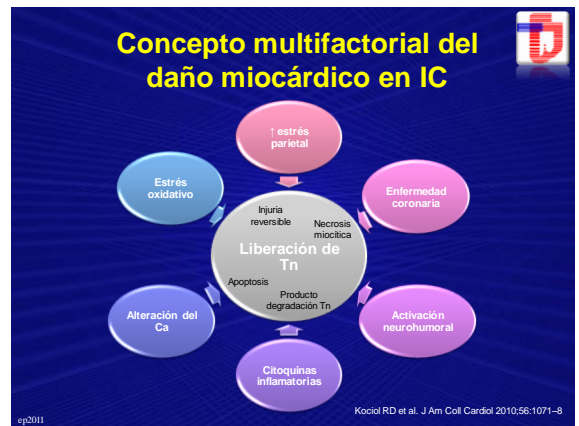 Concepto multifactorial del
daño miocárdico en IC
↑ estrés
parietal
Estrés
oxidativo
Enfermedad
coronaria
Injuria
reversible
Necrosis
miocítica
Liberación de
Tn
Apoptosis
Producto
degradación Tn
Alteración del
Ca
Activación
neurohumoral
Citoquinas
inflamatorias
Kociol RD et al. J Am Coll Cardiol 2010;56:1071–8
ep2011